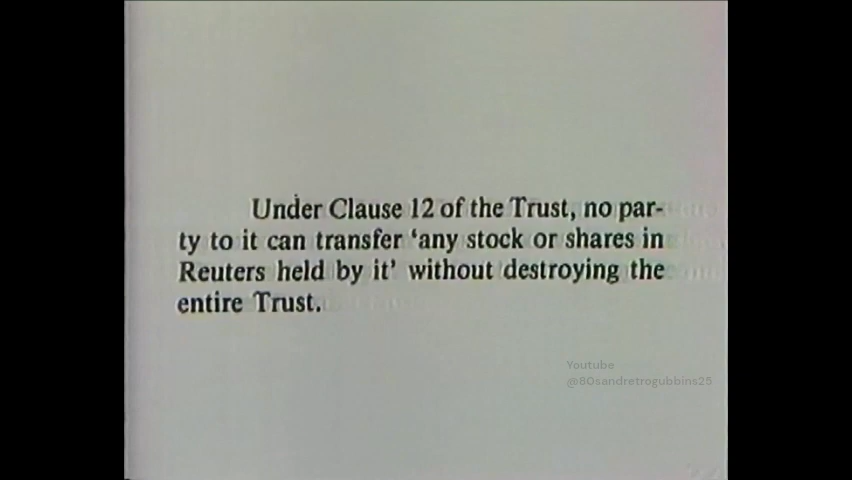 Under Clause 12 of the Trust, no par-
ty to it can transfer ‘any stock or shares in
Reuters held by it’ without destroying the
entire Trust.
Youtube
@80sandretrogubbins25